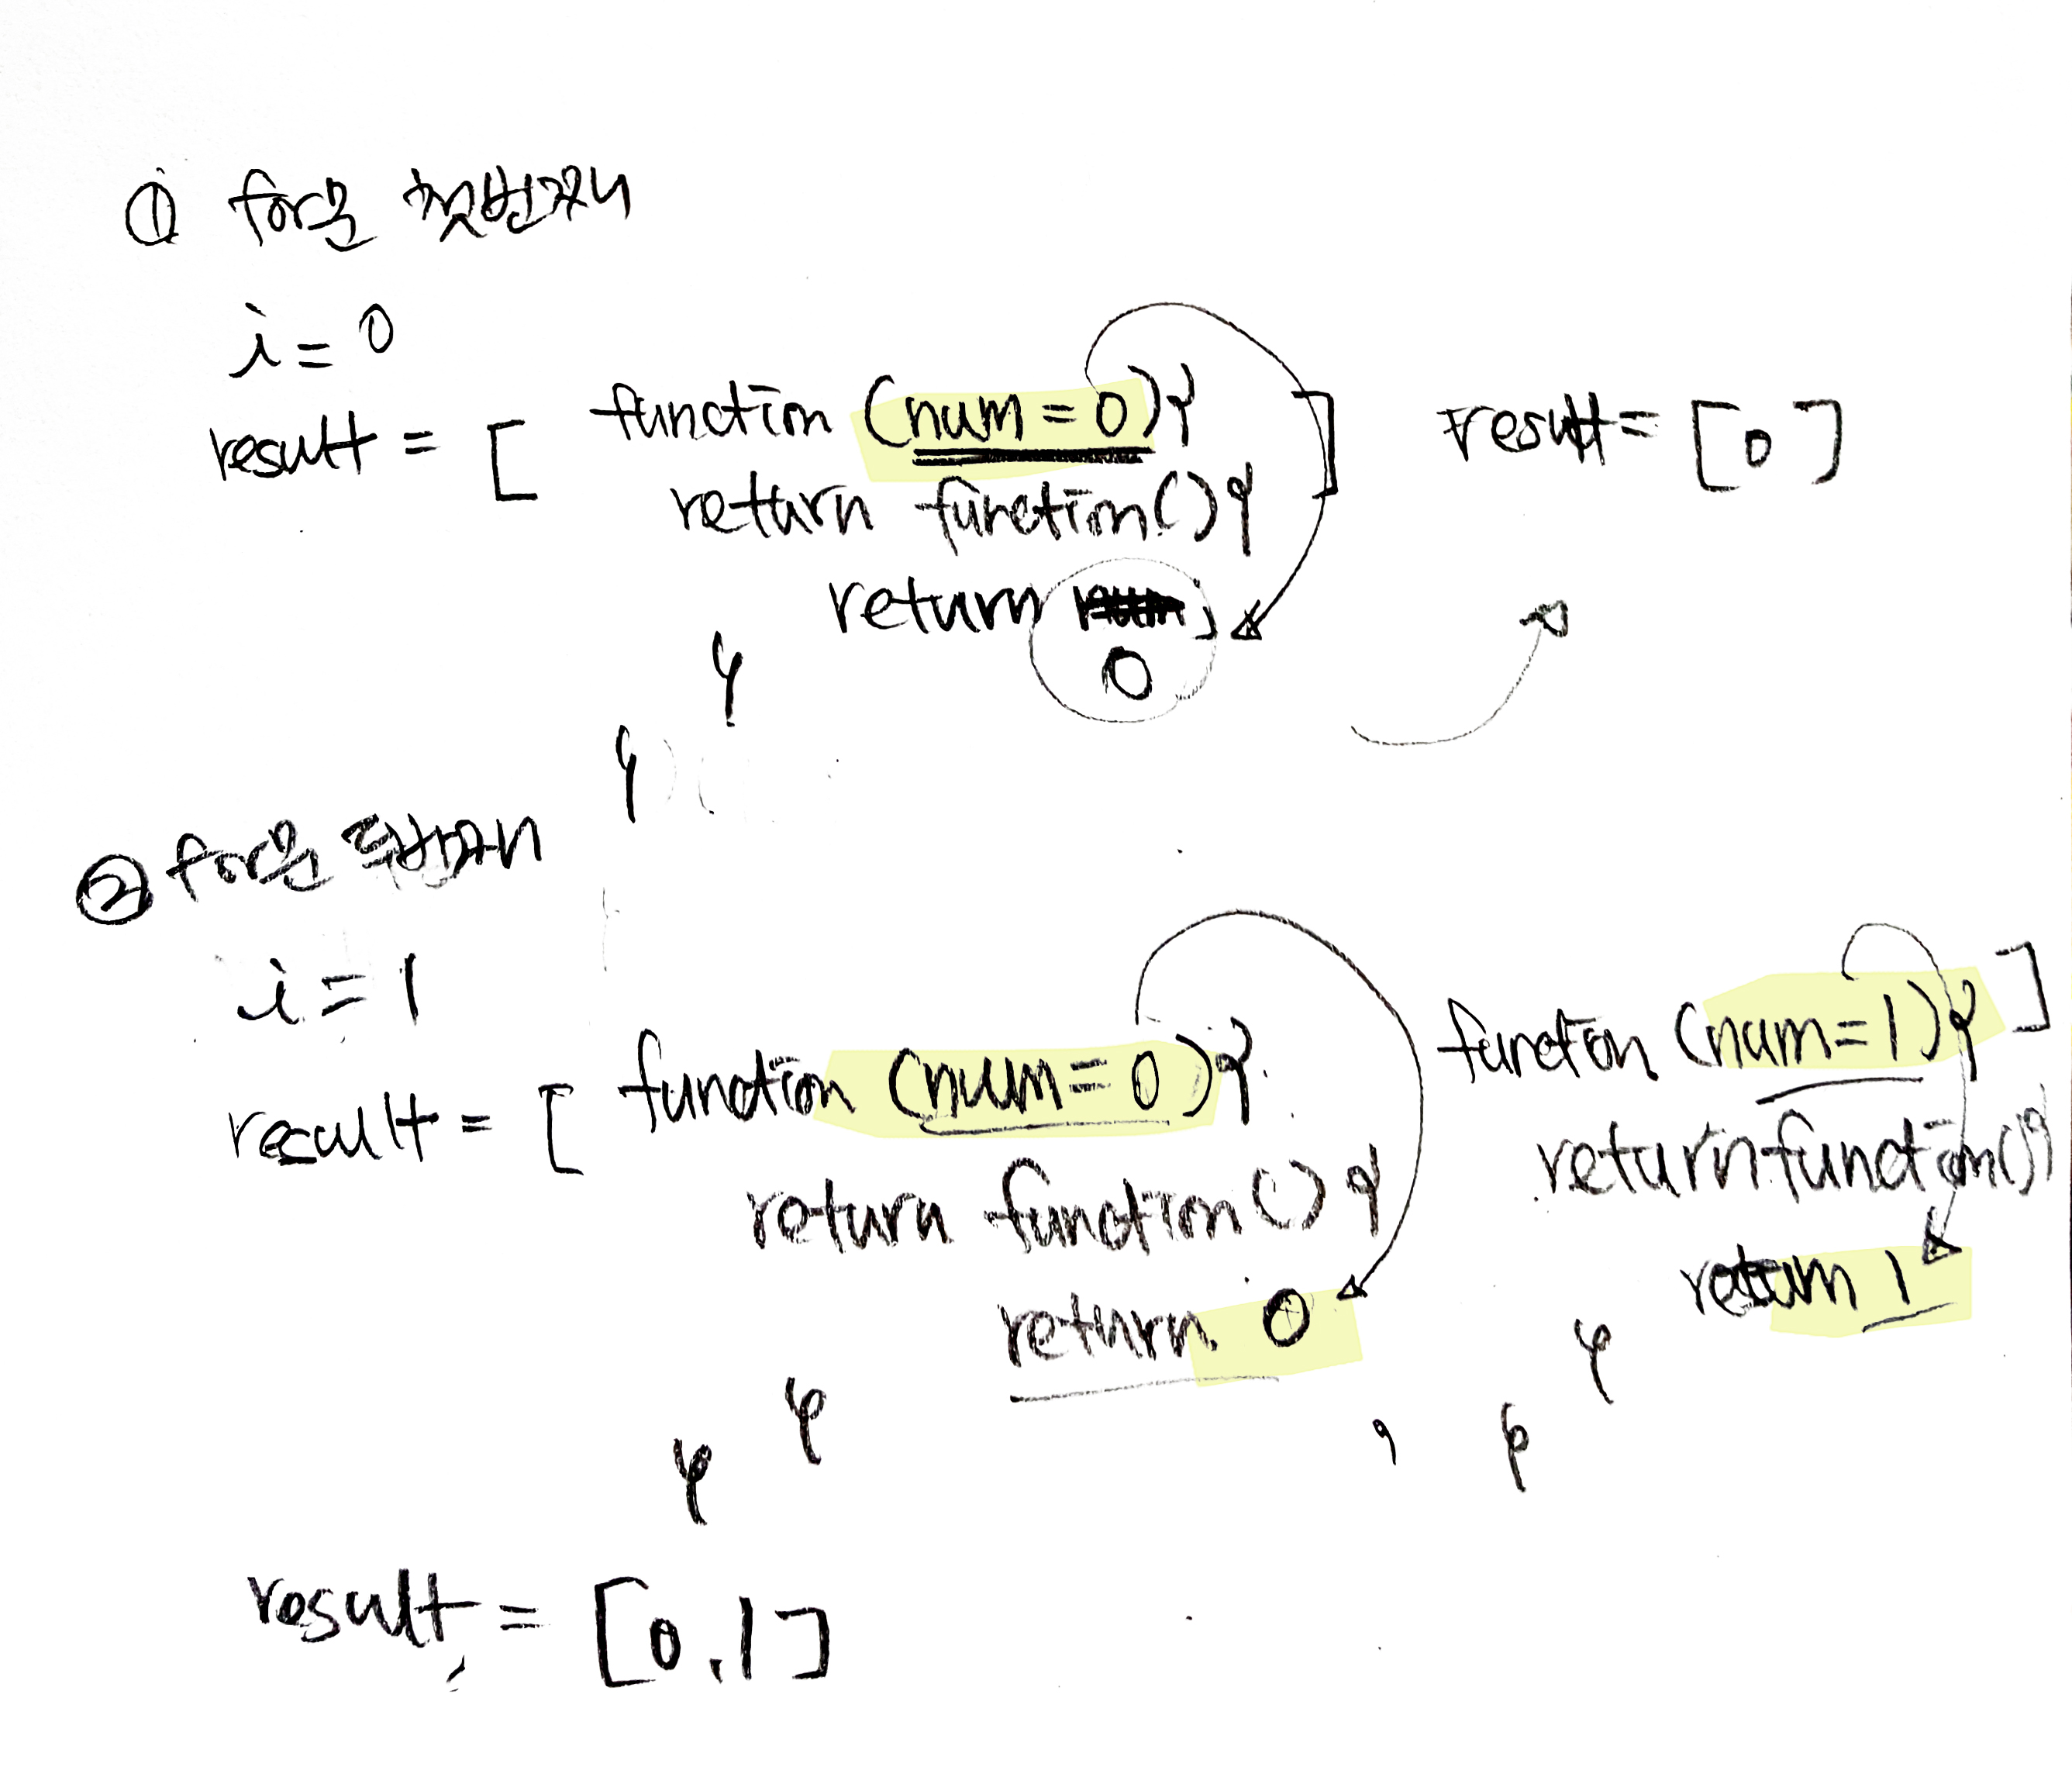 ① for문 첫번째
i = 0
result = [ function (num = 0) { ] result = [ 0 ]
return function() {
return num;
0
}
}
② for문 두번째
i = 1
result = [ function (num = 0) { function (num = 1) { ]
return function () { return function() {
return 0 return 1
} , }
} }
result = [0, 1]